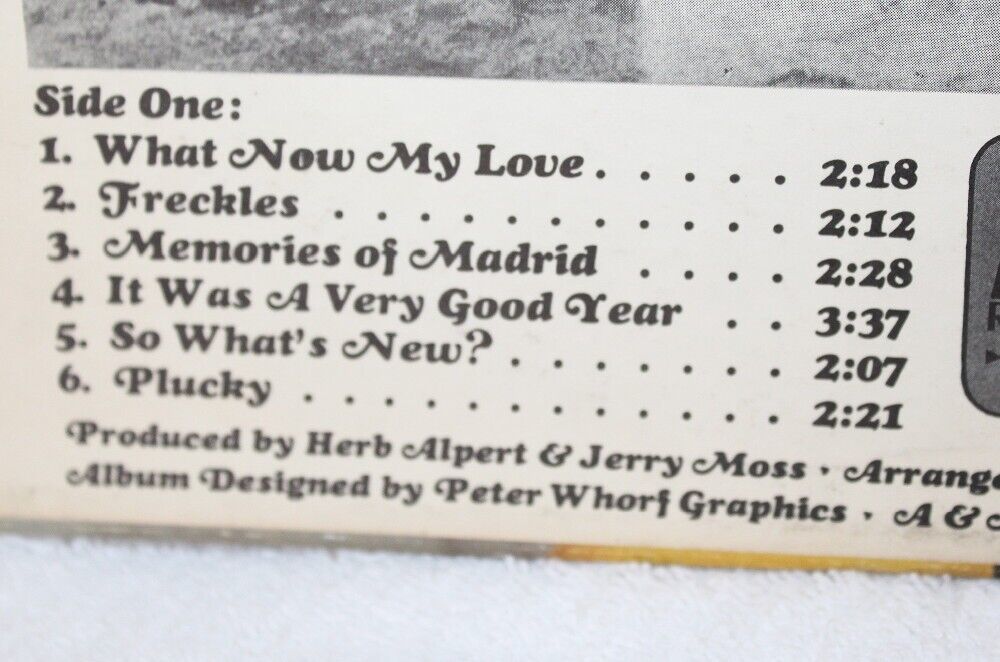 Side One:
1. What Now My Love . . . . . 2:18
2. Freckles . . . . . . . . . . . 2:12
3. Memories of Madrid . . . . 2:28
4. It Was A Very Good Year . . 3:37
5. So What's New? . . . . . . . 2:07
6. Plucky . . . . . . . . . . . . 2:21
Produced by Herb Alpert & Jerry Moss · Arrange
Album Designed by Peter Whorf Graphics · A &